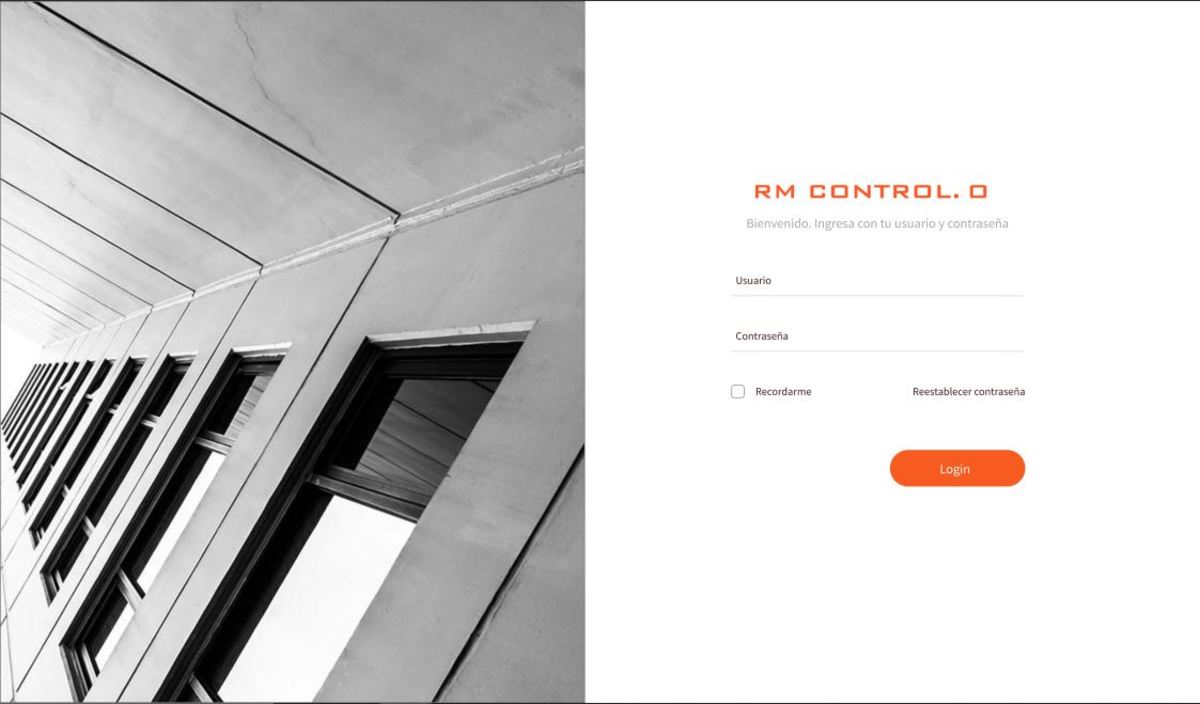 RM CONTROL. O
Bienvenido. Ingresa con tu usuario y contraseña
Usuario
Contraseña
Recordarme
Reestablecer contraseña
Login